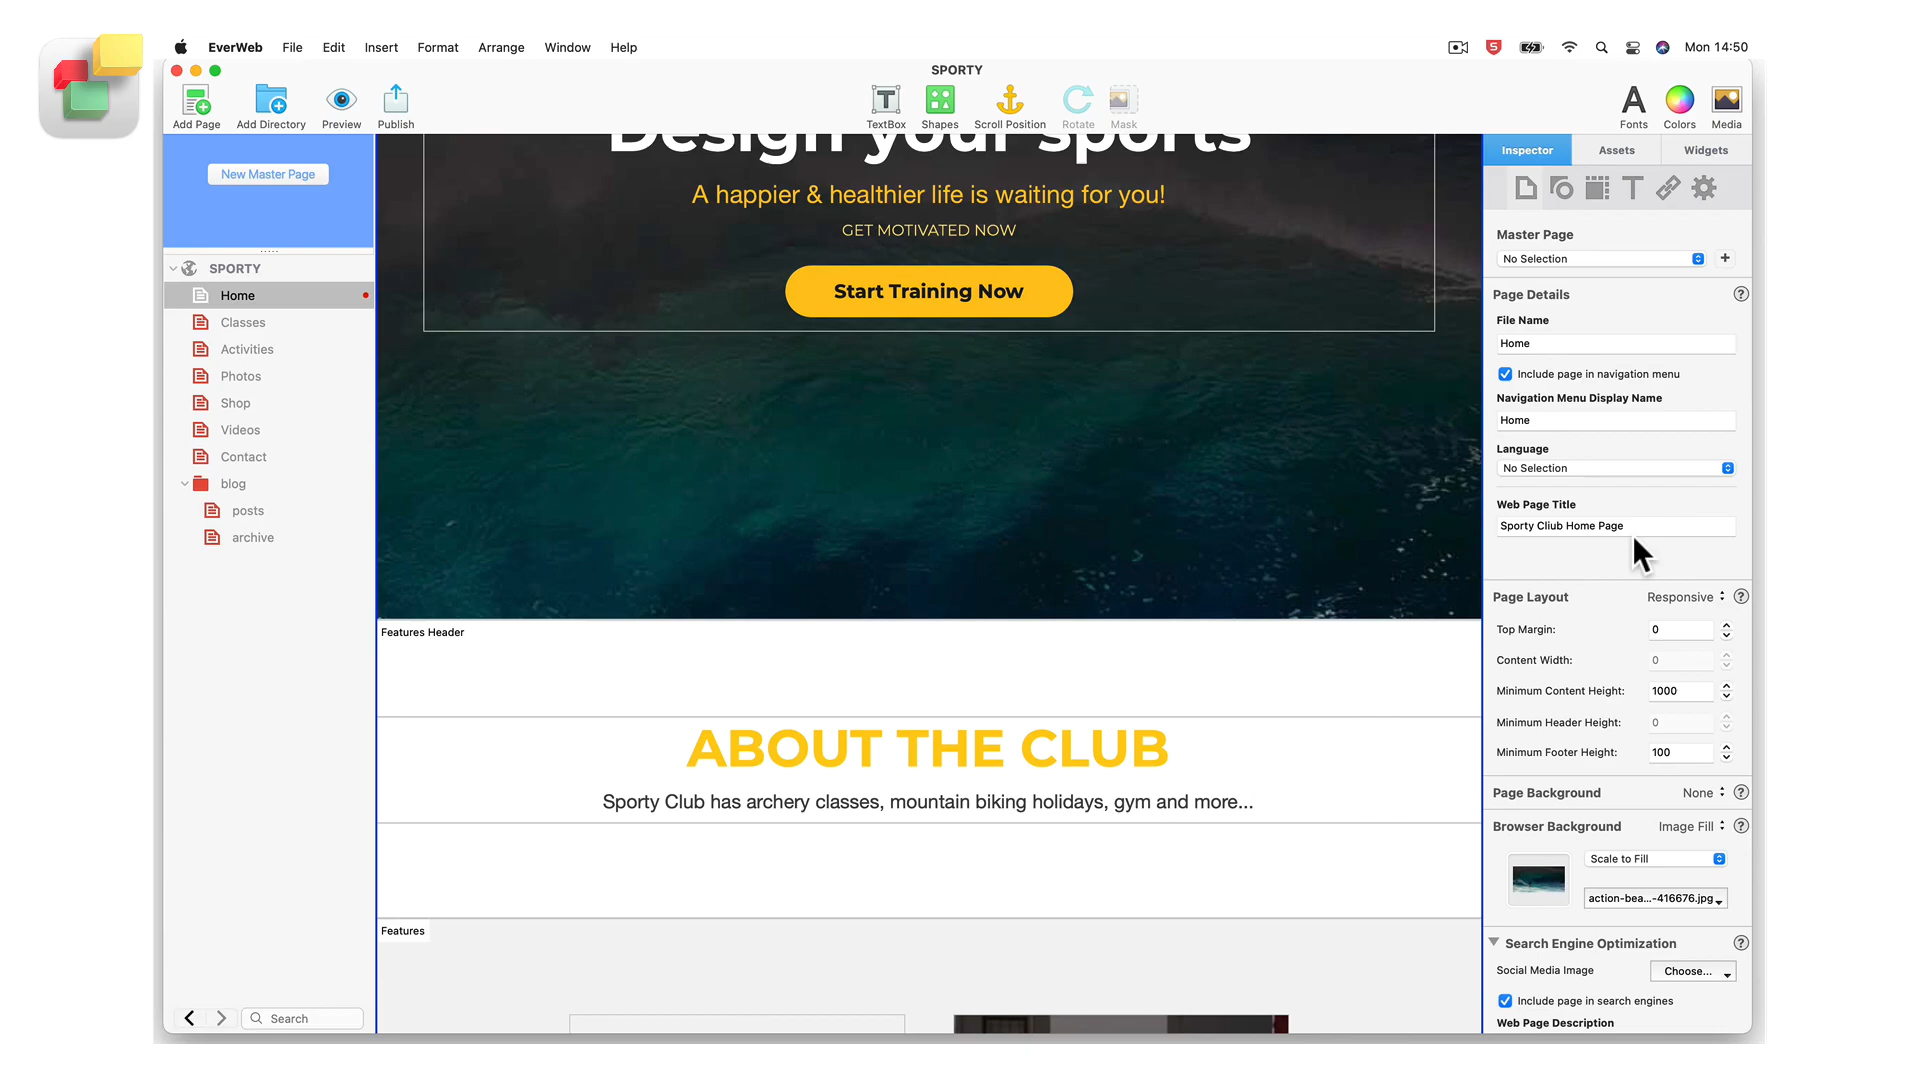 EverWeb File Edit Insert Format Arrange Window Help
S
Mon 14:50
SPORTY
Add Page Add Directory Preview Publish
T
TextBox Shapes Scroll Position Rotate Mask
Fonts Colors Media
New Master Page
SPORTY
Home
Classes
Activities
Photos
Shop
Videos
Contact
blog
posts
archive
Search
Design your sports
A happier & healthier life is waiting for you!
GET MOTIVATED NOW
Start Training Now
Features Header
ABOUT THE CLUB
Sporty Club has archery classes, mountain biking holidays, gym and more...
Features
Inspector Assets Widgets
Master Page
No Selection
Page Details ?
File Name
Home
Include page in navigation menu
Navigation Menu Display Name
Home
Language
No Selection
Web Page Title
Sporty Cliub Home Page
Page Layout Responsive ?
Top Margin: 0
Content Width: 0
Minimum Content Height: 1000
Minimum Header Height: 0
Minimum Footer Height: 100
Page Background None ?
Browser Background Image Fill ?
Scale to Fill
action-bea...-416676.jpg
Search Engine Optimization ?
Social Media Image Choose...
Include page in search engines
Web Page Description